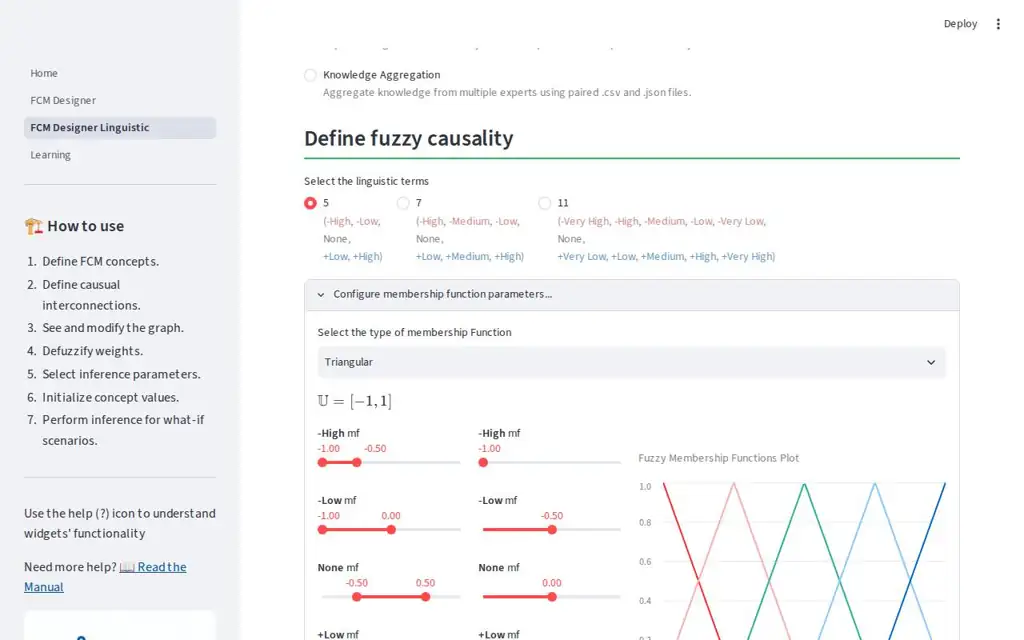 Deploy
Home
FCM Designer
FCM Designer Linguistic
Learning
How to use
1. Define FCM concepts.
2. Define cuasual
interconnections.
3. See and modify the graph.
4. Defuzzify weights.
5. Select inference parameters.
6. Initialize concept values.
7. Perform inference for what-if
scenarios.
Use the help (?) icon to understand
widgets' functionality
Need more help? 📖 Read the
Manual
Knowledge Aggregation
Aggregate knowledge from multiple experts using paired .csv and .json files.
Define fuzzy causality
Select the linguistic terms
5
(-High, -Low,
None,
+Low, +High)
7
(-High, -Medium, -Low,
None,
+Low, +Medium, +High)
11
(-Very High, -High, -Medium, -Low, -Very Low,
None,
+Very Low, +Low, +Medium, +High, +Very High)
Configure membership function parameters...
Select the type of membership Function
Triangular
𝕌 = [−1, 1]
-High mf
-1.00 -0.50
-High mf
-1.00
-Low mf
-1.00 0.00
-Low mf
-0.50
None mf
-0.50 0.50
None mf
0.00
+Low mf
+Low mf
Fuzzy Membership Functions Plot
1.0
0.8
0.6
0.4
0.2